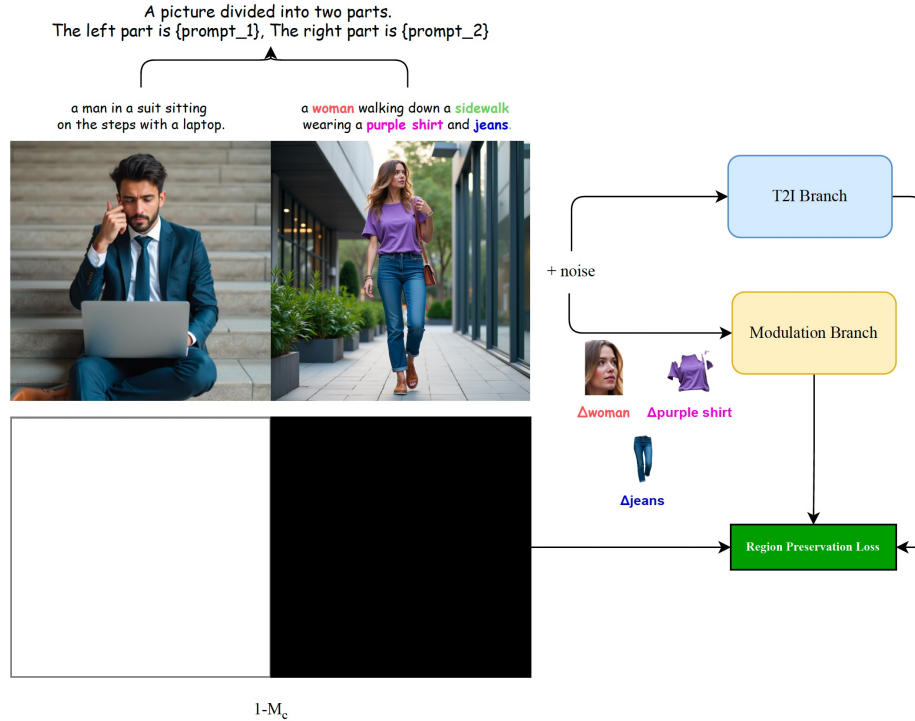 A picture divided into two parts.
The left part is {prompt_1}, The right part is {prompt_2}
a man in a suit sitting
on the steps with a laptop.
a woman walking down a sidewalk
wearing a purple shirt and jeans.
T2I Branch
+ noise
Modulation Branch
Δwoman
Δpurple shirt
Δjeans
Region Preservation Loss
1-M_c